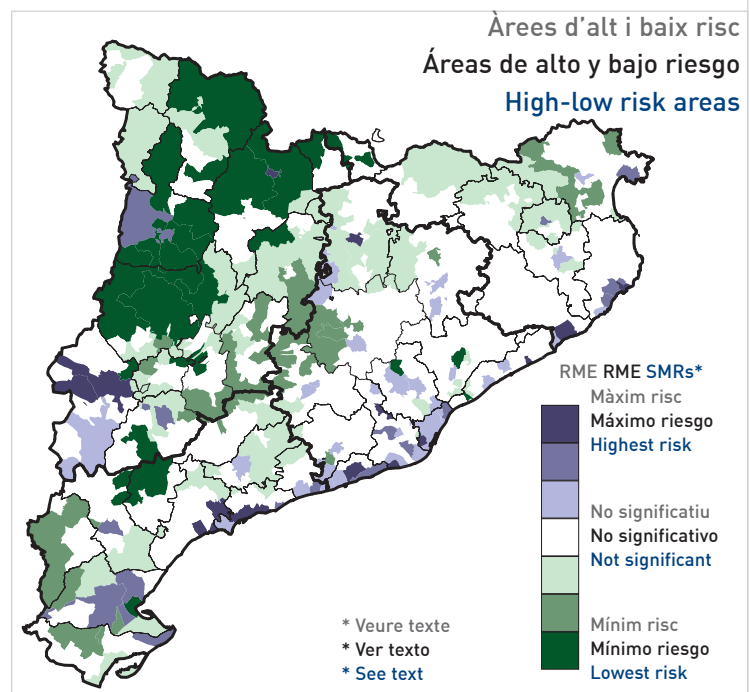 Àrees d'alt i baix risc
Áreas de alto y bajo riesgo
High-low risk areas
RME RME SMRs*
Màxim risc
Máximo riesgo
Highest risk
No significatiu
No significativo
Not significant
Mínim risc
Mínimo riesgo
Lowest risk
* Veure texte
* Ver texto
* See text